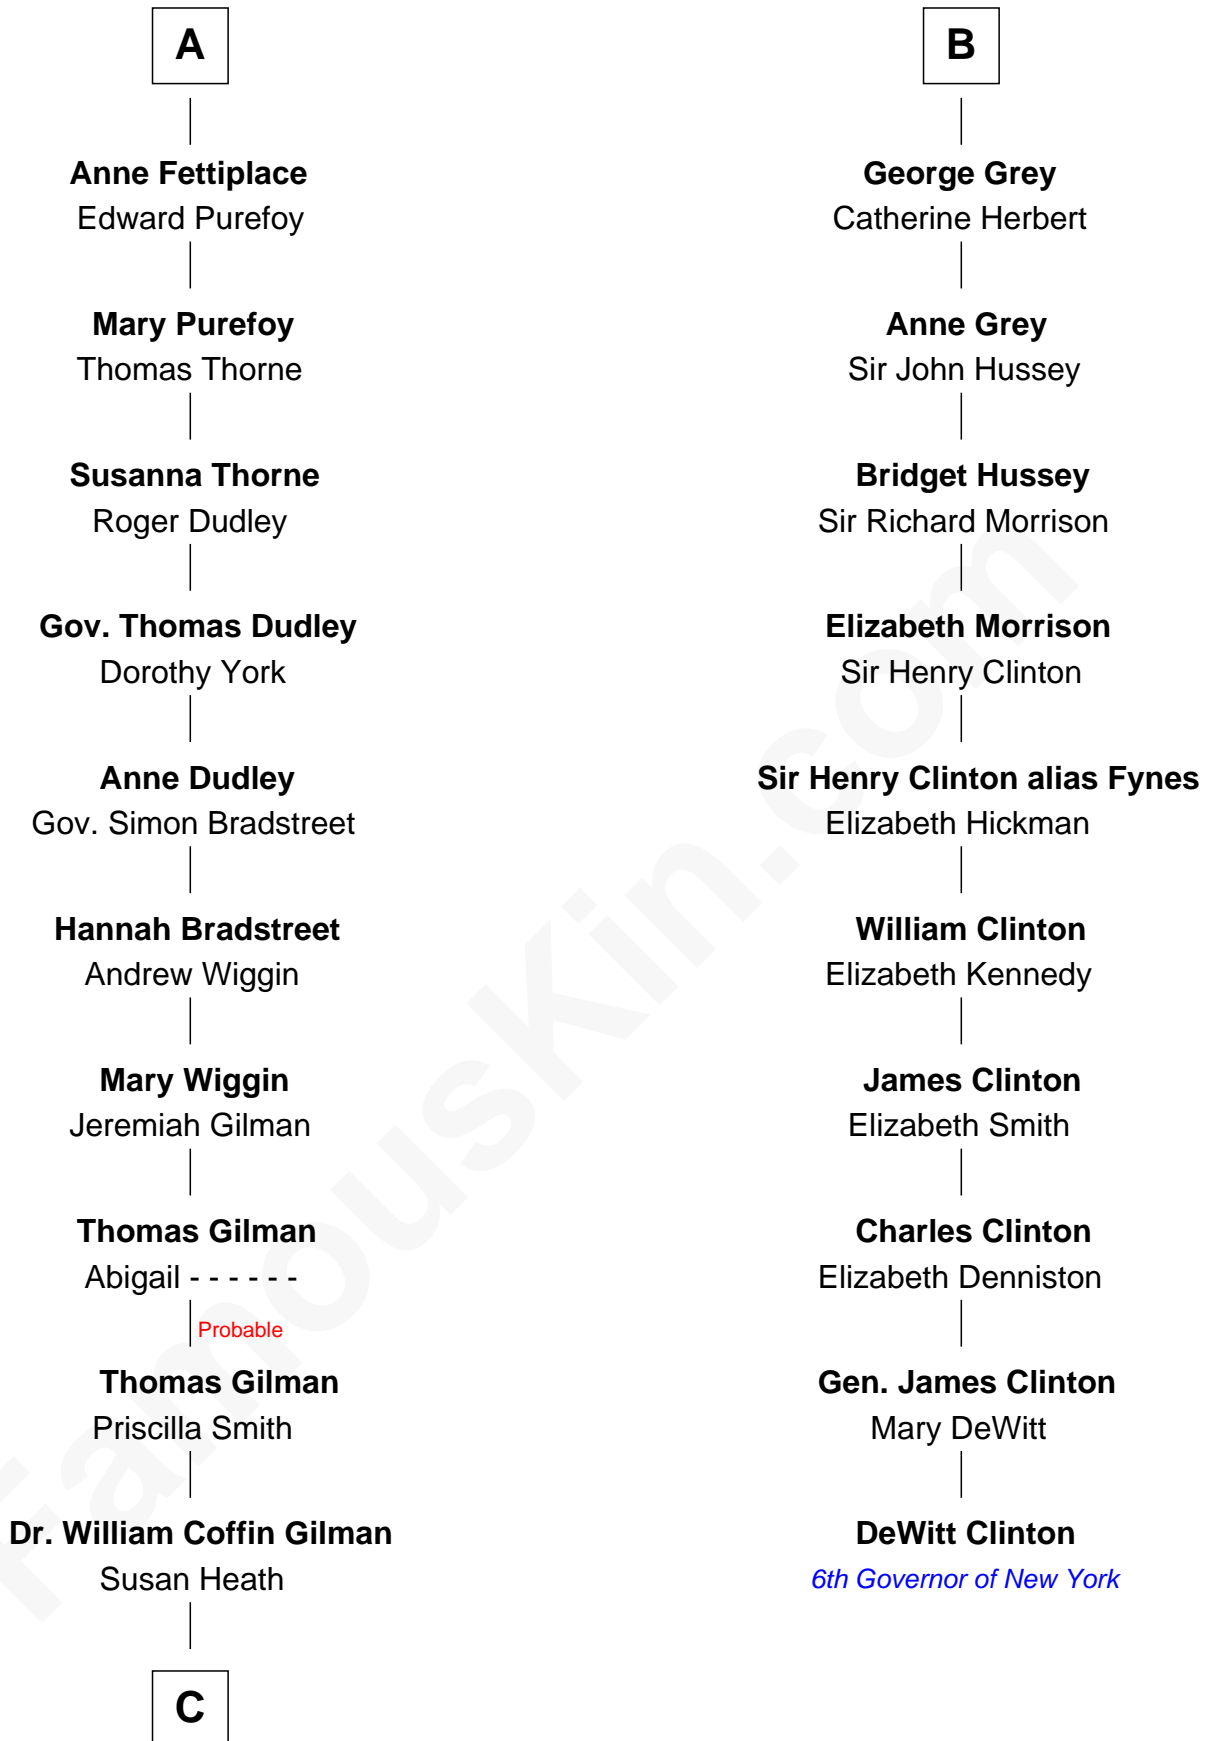 A
Anne Fettiplace
Edward Purefoy
Mary Purefoy
Thomas Thorne
Susanna Thorne
Roger Dudley
Gov. Thomas Dudley
Dorothy York
Anne Dudley
Gov. Simon Bradstreet
Hannah Bradstreet
Andrew Wiggin
Mary Wiggin
Jeremiah Gilman
Thomas Gilman
Abigail - - - - - -
Probable
Thomas Gilman
Priscilla Smith
Dr. William Coffin Gilman
Susan Heath
C
B
George Grey
Catherine Herbert
Anne Grey
Sir John Hussey
Bridget Hussey
Sir Richard Morrison
Elizabeth Morrison
Sir Henry Clinton
Sir Henry Clinton alias Fynes
Elizabeth Hickman
William Clinton
Elizabeth Kennedy
James Clinton
Elizabeth Smith
Charles Clinton
Elizabeth Denniston
Gen. James Clinton
Mary DeWitt
DeWitt Clinton
6th Governor of New York
FamousKin.com